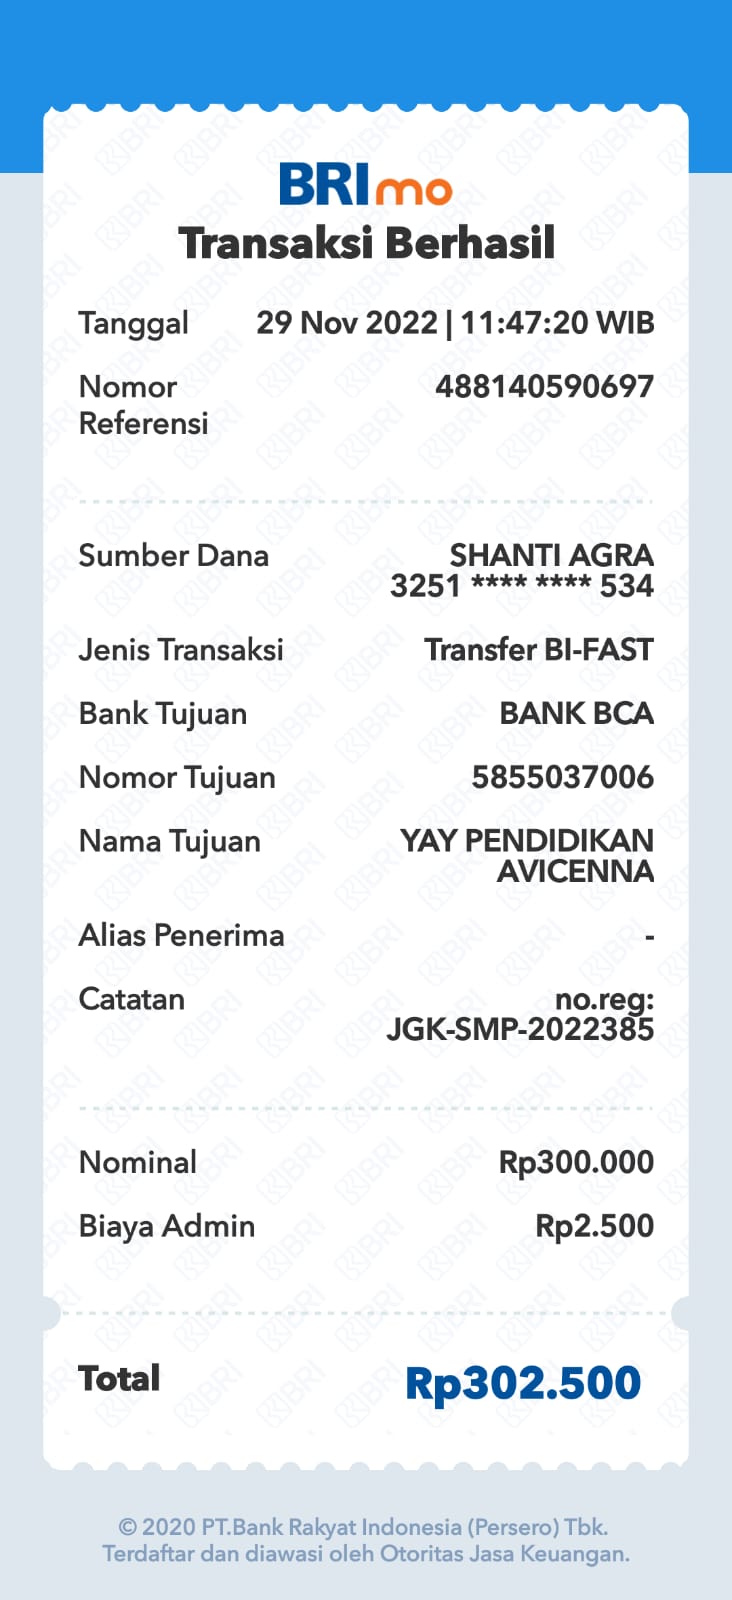 BRImo
Transaksi Berhasil
Tanggal 29 Nov 2022 | 11:47:20 WIB
Nomor Referensi 488140590697
Sumber Dana SHANTI AGRA
3251 **** **** 534
Jenis Transaksi Transfer BI-FAST
Bank Tujuan BANK BCA
Nomor Tujuan 5855037006
Nama Tujuan YAY PENDIDIKAN
AVICENNA
Alias Penerima -
Catatan no.reg:
JGK-SMP-2022385
Nominal Rp300.000
Biaya Admin Rp2.500
Total Rp302.500
© 2020 PT.Bank Rakyat Indonesia (Persero) Tbk.
Terdaftar dan diawasi oleh Otoritas Jasa Keuangan.